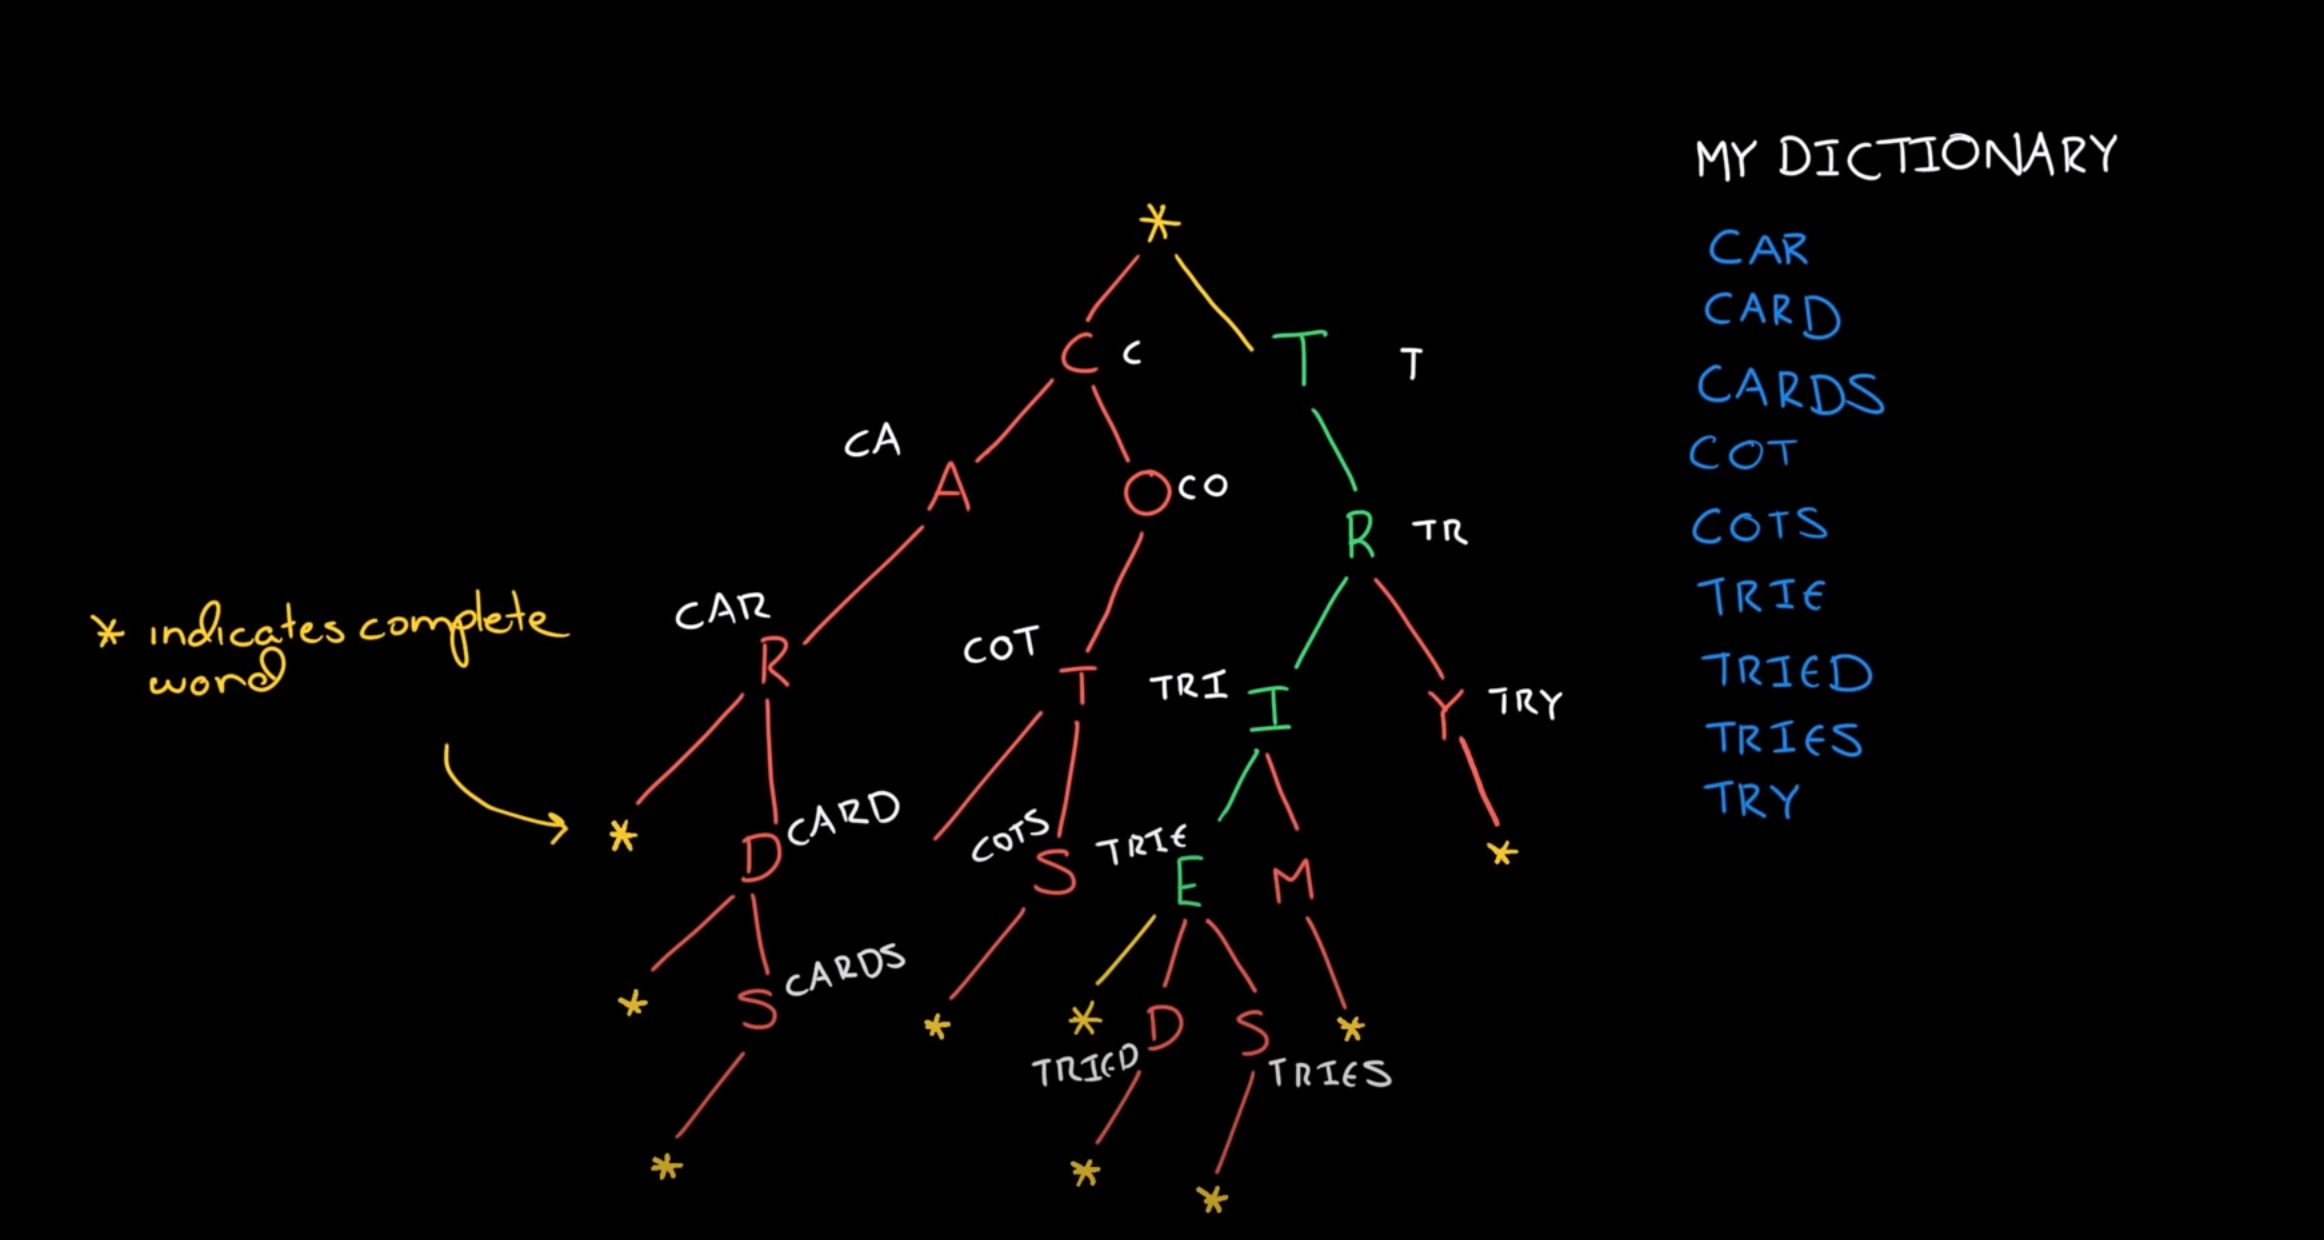 MY DICTIONARY
*
CAR
CARD
C C
T T
CARDS
CA
COT
A
O CO
R TR
COTS
CAR
TRIE
* indicates complete
word
COT
R
T
TRI I
Y TRY
TRIED
TRIES
TRY
*
CARD
D
COTS
S
TRIE
E
M
*
CARDS
S
*
*
*
D
S
*
TRIED
TRIES
*
*
*